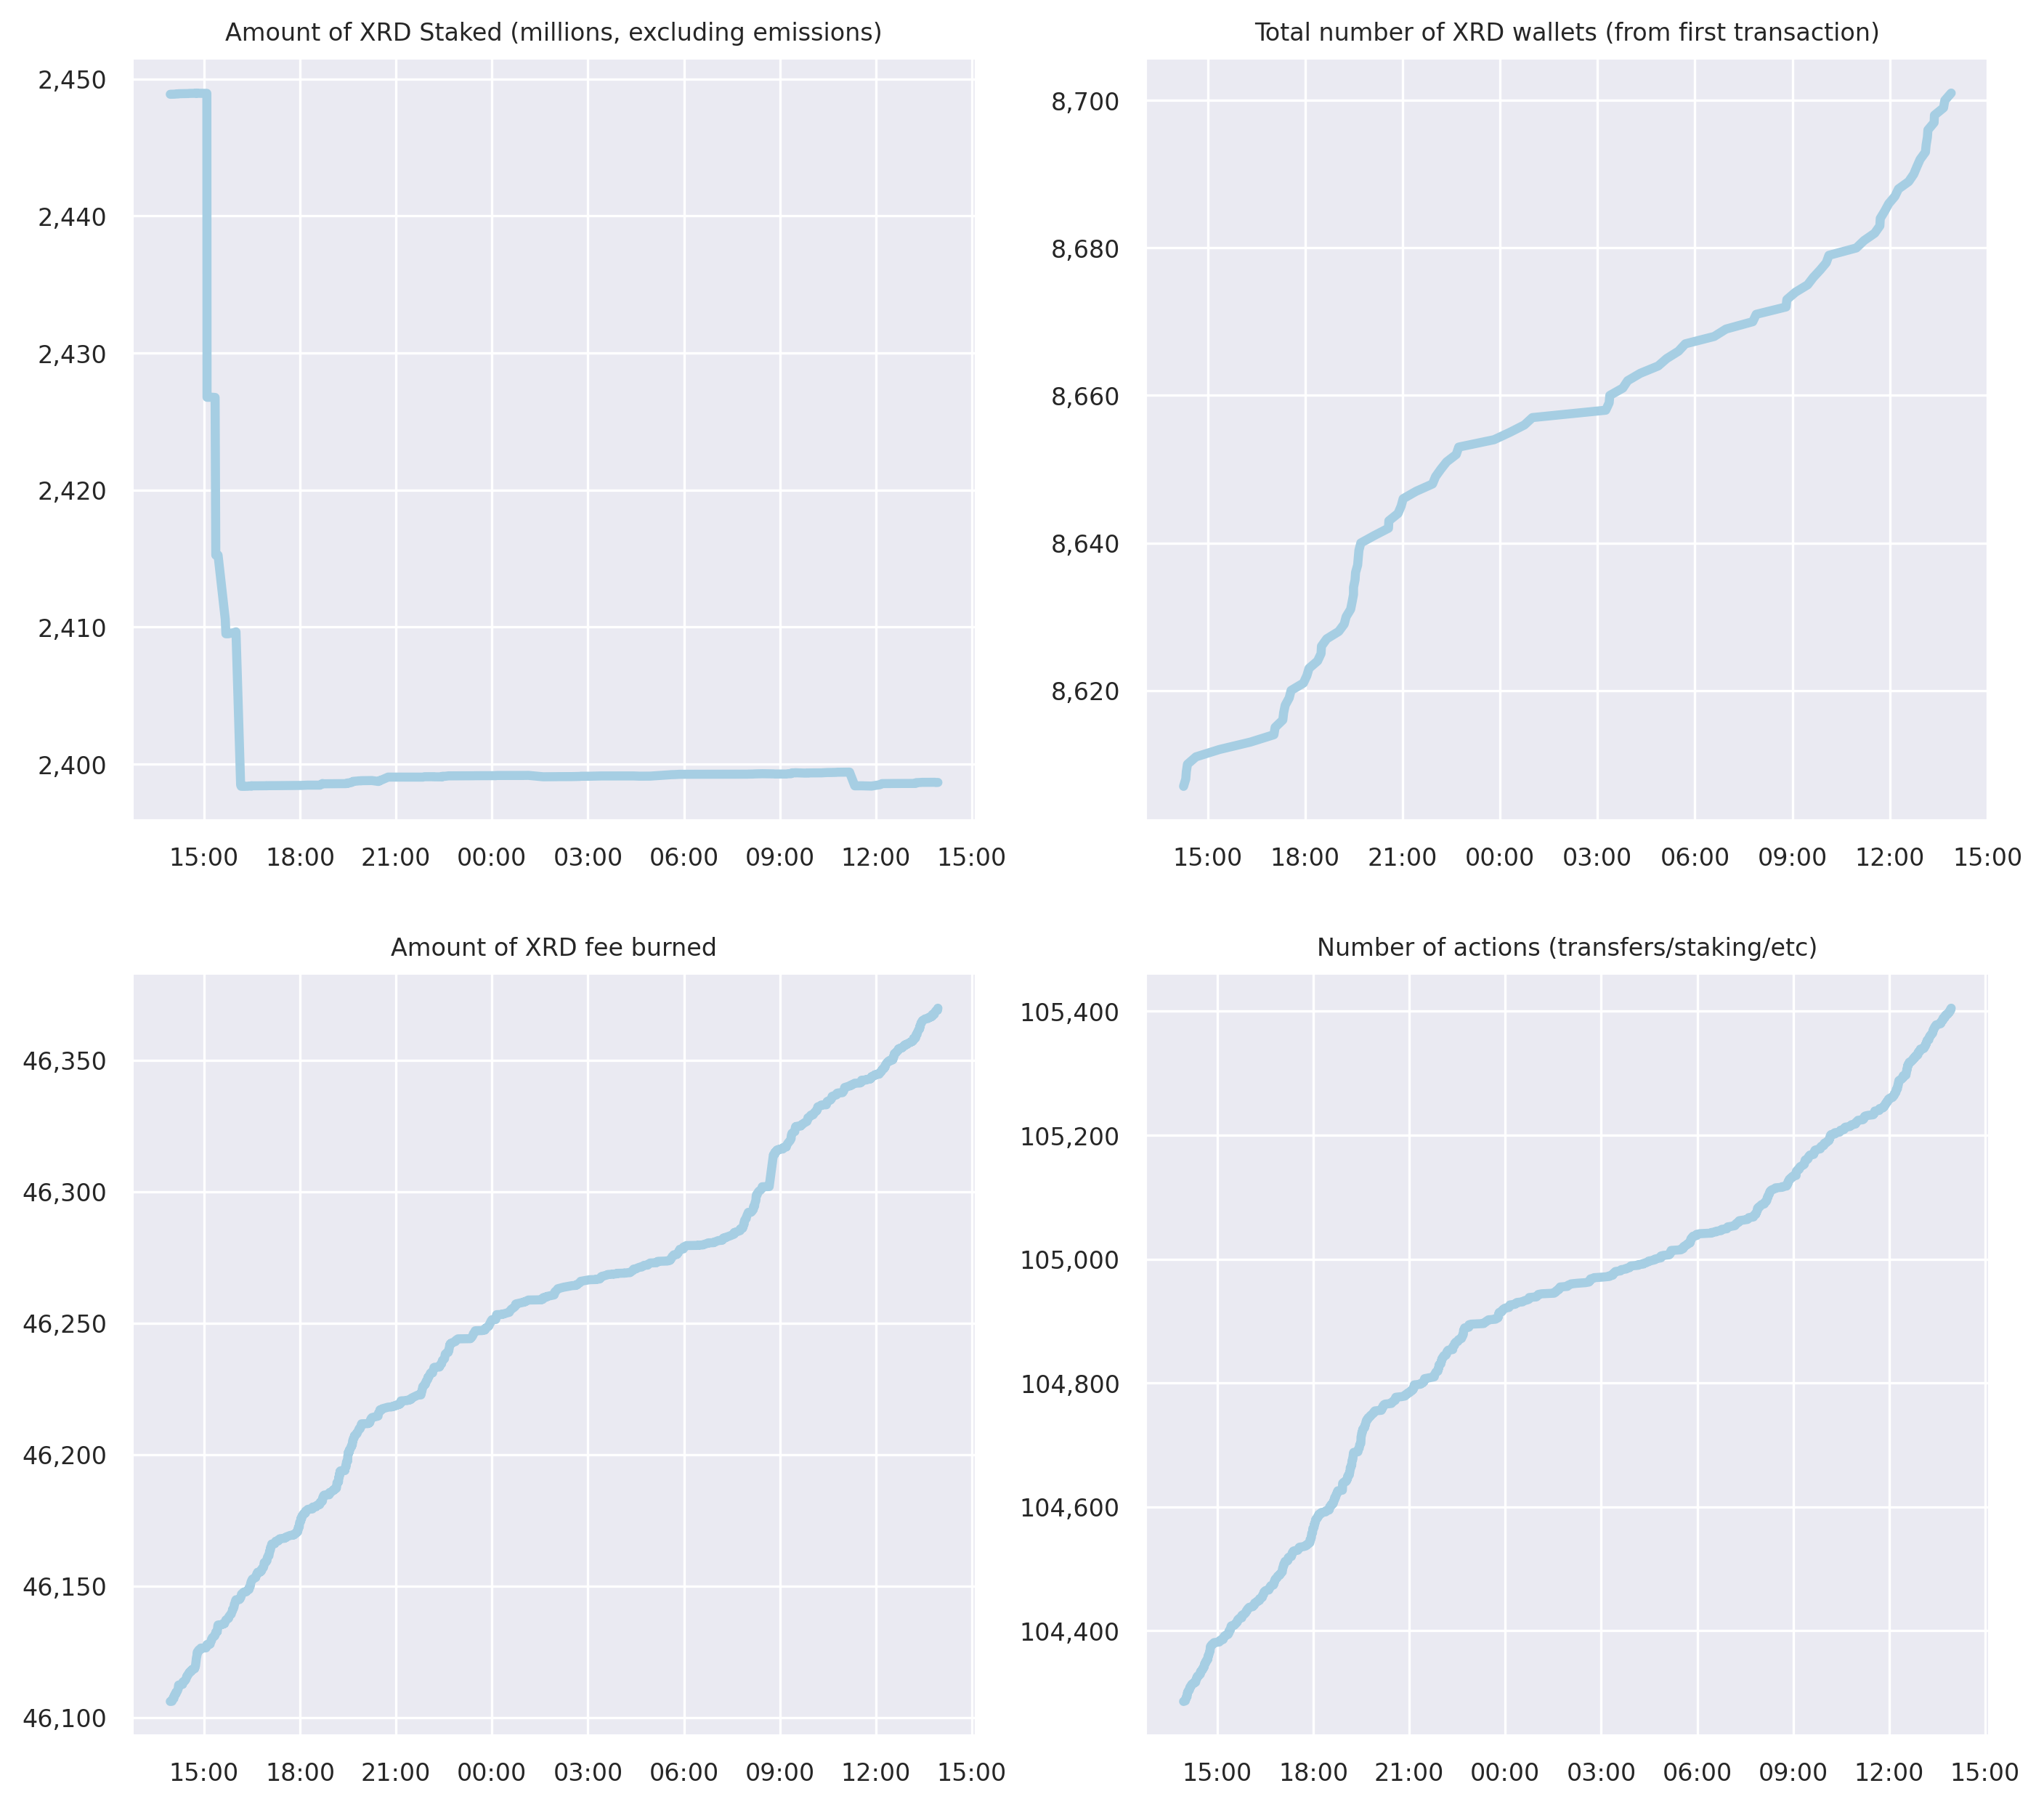 Amount of XRD Staked (millions, excluding emissions)
2,450
2,440
2,430
2,420
2,410
2,400
15:00 18:00 21:00 00:00 03:00 06:00 09:00 12:00 15:00
Total number of XRD wallets (from first transaction)
8,700
8,680
8,660
8,640
8,620
15:00 18:00 21:00 00:00 03:00 06:00 09:00 12:00 15:00
Amount of XRD fee burned
46,350
46,300
46,250
46,200
46,150
46,100
15:00 18:00 21:00 00:00 03:00 06:00 09:00 12:00 15:00
Number of actions (transfers/staking/etc)
105,400
105,200
105,000
104,800
104,600
104,400
15:00 18:00 21:00 00:00 03:00 06:00 09:00 12:00 15:00